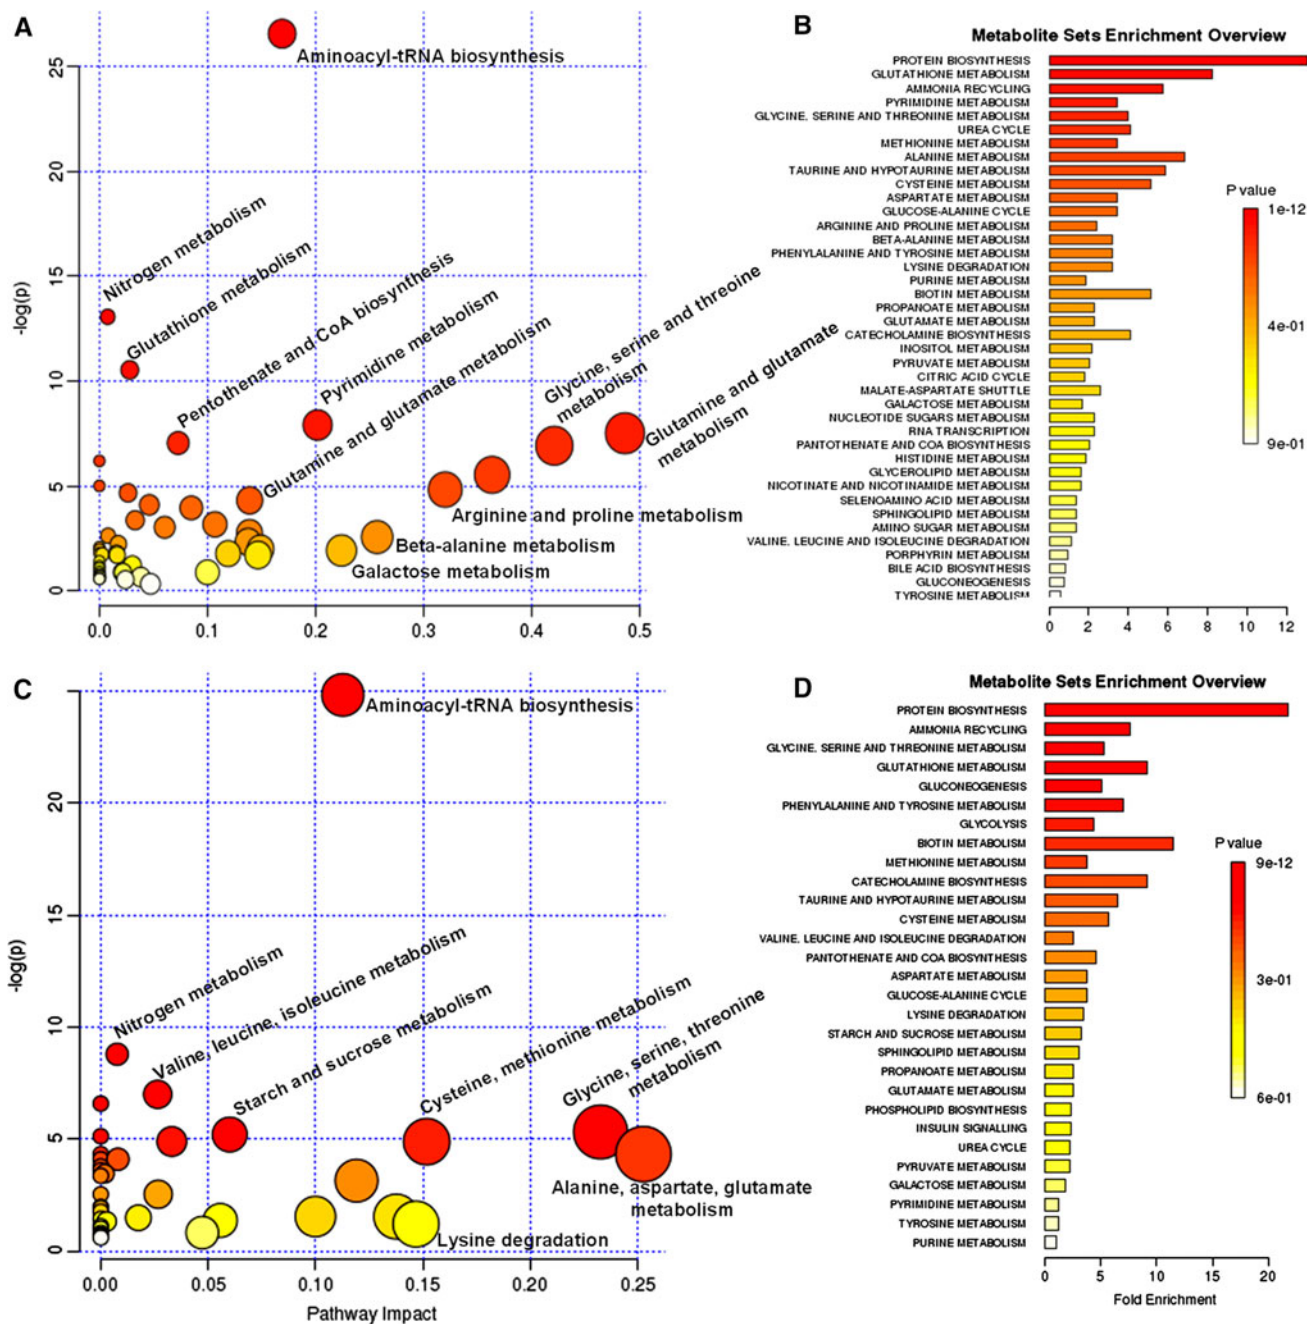 A
Aminoacyl-tRNA biosynthesis
Nitrogen metabolism
Glutathione metabolism
Pentothenate and CoA biosynthesis
Pyrimidine metabolism
Glutamine and glutamate metabolism
Glycine, serine and threoine
metabolism
Glutamine and glutamate
metabolism
Arginine and proline metabolism
Beta-alanine metabolism
Galactose metabolism
-log(p)
25
20
15
10
5
0
0.0 0.1 0.2 0.3 0.4 0.5
B
Metabolite Sets Enrichment Overview
PROTEIN BIOSYNTHESIS
GLUTATHIONE METABOLISM
AMMONIA RECYCLING
PYRIMIDINE METABOLISM
GLYCINE, SERINE AND THREONINE METABOLISM
UREA CYCLE
METHIONINE METABOLISM
ALANINE METABOLISM
TAURINE AND HYPOTAURINE METABOLISM
CYSTEINE METABOLISM
ASPARTATE METABOLISM
GLUCOSE-ALANINE CYCLE
ARGININE AND PROLINE METABOLISM
BETA-ALANINE METABOLISM
PHENYLALANINE AND TYROSINE METABOLISM
LYSINE DEGRADATION
PURINE METABOLISM
BIOTIN METABOLISM
PROPANOATE METABOLISM
GLUTAMATE METABOLISM
CATECHOLAMINE BIOSYNTHESIS
INOSITOL METABOLISM
PYRUVATE METABOLISM
CITRIC ACID CYCLE
MALATE-ASPARTATE SHUTTLE
GALACTOSE METABOLISM
NUCLEOTIDE SUGARS METABOLISM
RNA TRANSCRIPTION
PANTOTHENATE AND COA BIOSYNTHESIS
HISTIDINE METABOLISM
GLYCEROLIPID METABOLISM
NICOTINATE AND NICOTINAMIDE METABOLISM
SELENOAMINO ACID METABOLISM
SPHINGOLIPID METABOLISM
AMINO SUGAR METABOLISM
VALINE, LEUCINE AND ISOLEUCINE DEGRADATION
PORPHYRIN METABOLISM
BILE ACID BIOSYNTHESIS
GLUCONEOGENESIS
TYROSINE METABOLISM
0 2 4 6 8 10 12
P value
1e-12
4e-01
9e-01
C
Aminoacyl-tRNA biosynthesis
Nitrogen metabolism
Valine, leucine, isoleucine metabolism
Starch and sucrose metabolism
Cysteine, methionine metabolism
Glycine, serine, threonine
metabolism
Alanine, aspartate, glutamate
metabolism
Lysine degradation
-log(p)
20
15
10
5
0
0.00 0.05 0.10 0.15 0.20 0.25
Pathway Impact
D
Metabolite Sets Enrichment Overview
PROTEIN BIOSYNTHESIS
AMMONIA RECYCLING
GLYCINE, SERINE AND THREONINE METABOLISM
GLUTATHIONE METABOLISM
GLUCONEOGENESIS
PHENYLALANINE AND TYROSINE METABOLISM
GLYCOLYSIS
BIOTIN METABOLISM
METHIONINE METABOLISM
CATECHOLAMINE BIOSYNTHESIS
TAURINE AND HYPOTAURINE METABOLISM
CYSTEINE METABOLISM
VALINE, LEUCINE AND ISOLEUCINE DEGRADATION
PANTOTHENATE AND COA BIOSYNTHESIS
ASPARTATE METABOLISM
GLUCOSE-ALANINE CYCLE
LYSINE DEGRADATION
STARCH AND SUCROSE METABOLISM
SPHINGOLIPID METABOLISM
PROPANOATE METABOLISM
GLUTAMATE METABOLISM
PHOSPHOLIPID BIOSYNTHESIS
INSULIN SIGNALLING
UREA CYCLE
PYRUVATE METABOLISM
GALACTOSE METABOLISM
PYRIMIDINE METABOLISM
TYROSINE METABOLISM
PURINE METABOLISM
0 5 10 15 20
Fold Enrichment
P value
9e-12
3e-01
6e-01